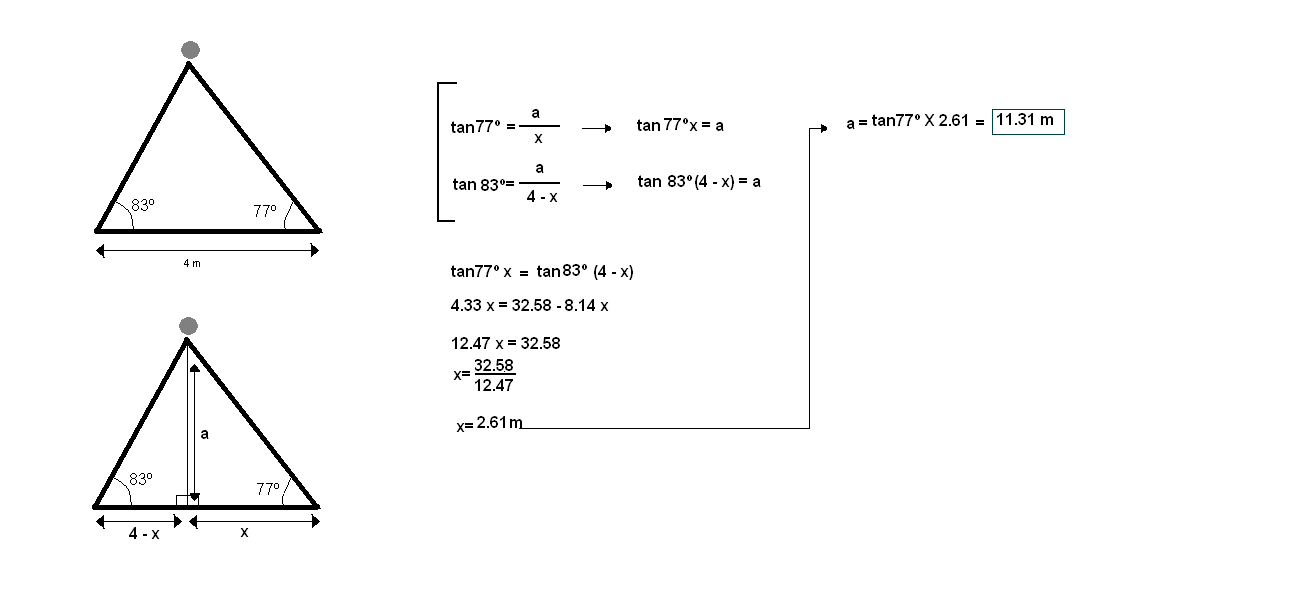 83º 77º
4 m
a
83º 77º
4 - x x
tan77º = a / x → tan 77ºx = a
tan 83º= a / 4 - x → tan 83º(4 - x) = a
tan77º x = tan83º (4 - x)
4.33 x = 32.58 - 8.14 x
12.47 x = 32.58
x= 32.58 / 12.47
x= 2.61 m
a = tan77º X 2.61 = 11.31 m